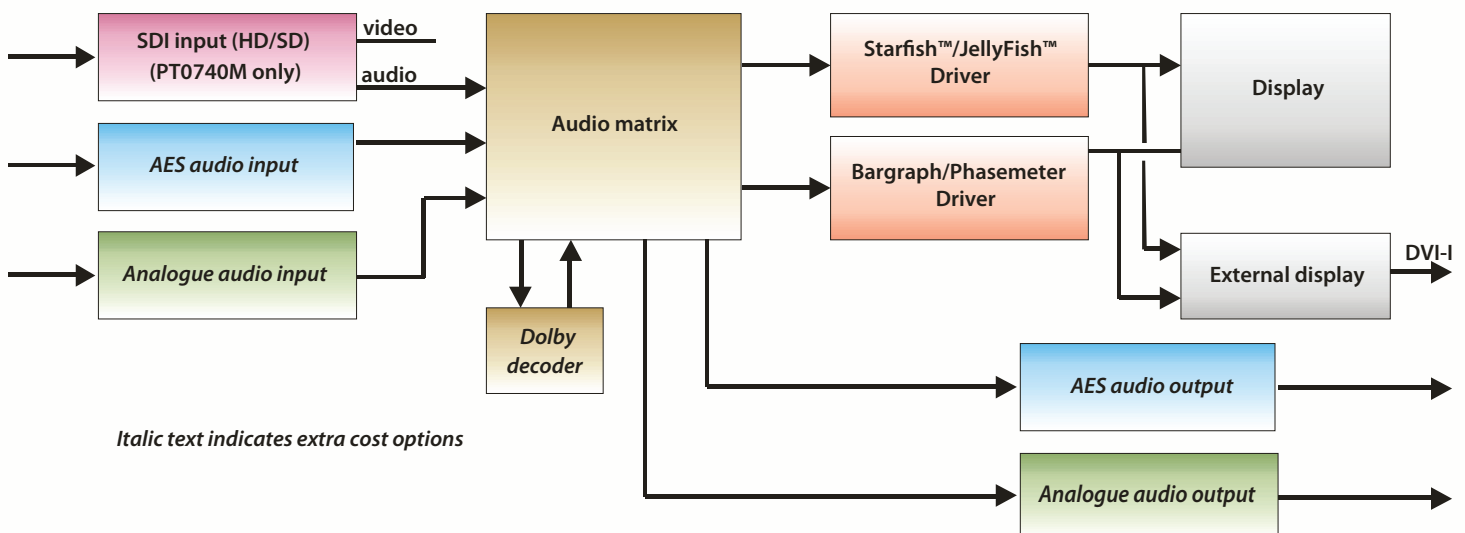 SDI input (HD/SD)
(PT0740M only)
video
audio
AES audio input
Analogue audio input
Audio matrix
Dolby
decoder
Starfish™/JellyFish™
Driver
Bargraph/Phasemeter
Driver
Display
External display
DVI-I
AES audio output
Analogue audio output
Italic text indicates extra cost options